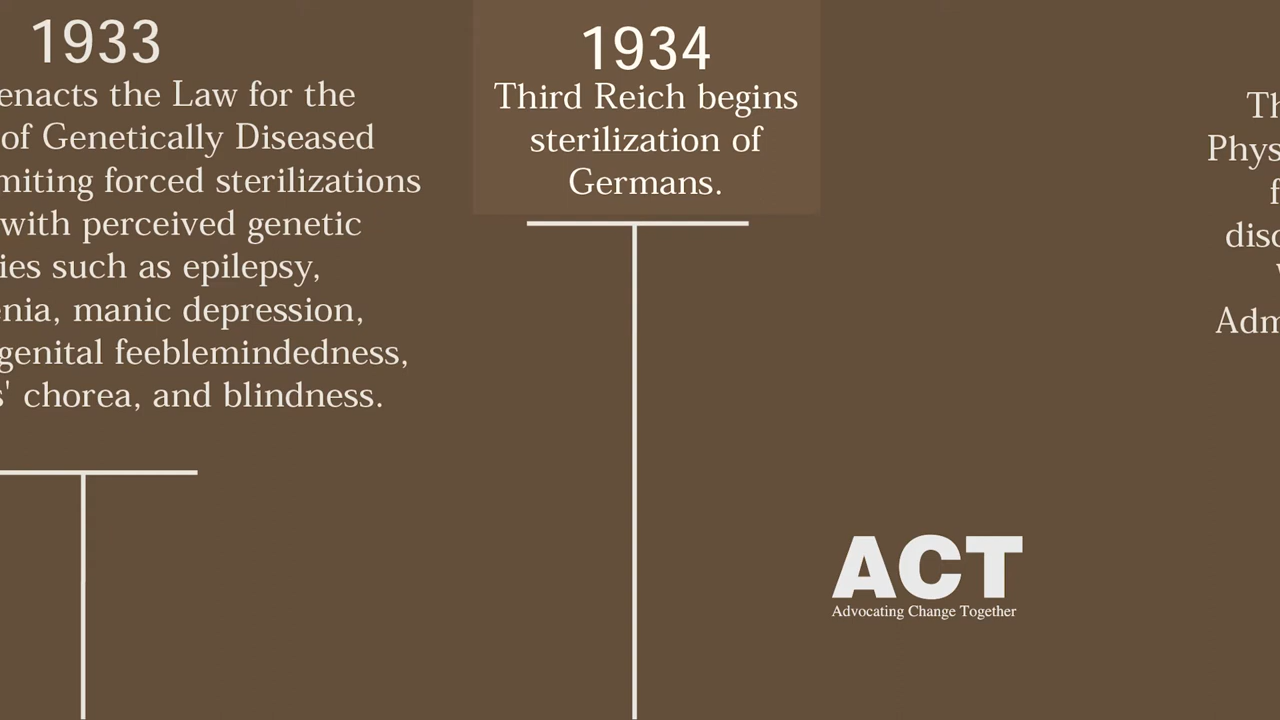 1933
enacts the Law for the
of Genetically Diseased
miting forced sterilizations
with perceived genetic
ies such as epilepsy,
enia, manic depression,
genital feeblemindedness,
s' chorea, and blindness.
1934
Third Reich begins
sterilization of
Germans.
Th
Phys
f
disc
Adm
ACT
Advocating Change Together